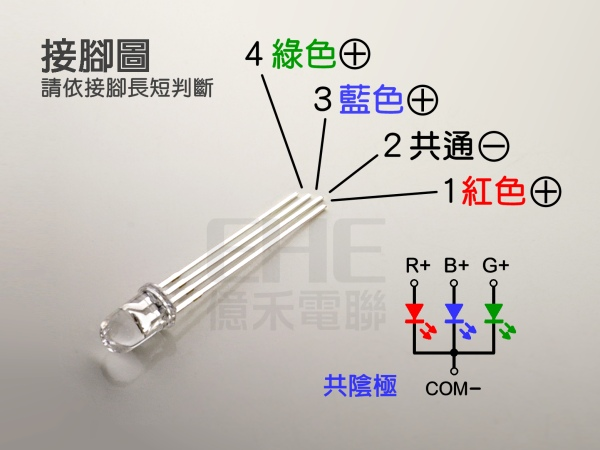 接腳圖
請依接腳長短判斷
4 綠色⊕
3 藍色⊕
2 共通⊖
1 紅色⊕
CHE
億禾電聯
R+ B+ G+
共陰極
COM−